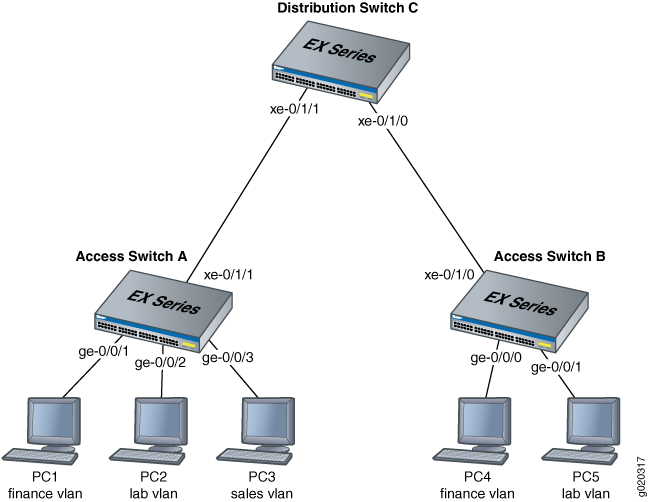 Distribution Switch C
EX Series
xe-0/1/1
xe-0/1/0
Access Switch A
Access Switch B
xe-0/1/1
xe-0/1/0
EX Series
EX Series
ge-0/0/1
ge-0/0/2
ge-0/0/3
ge-0/0/0
ge-0/0/1
PC1
finance vlan
PC2
lab vlan
PC3
sales vlan
PC4
finance vlan
PC5
lab vlan
g020317